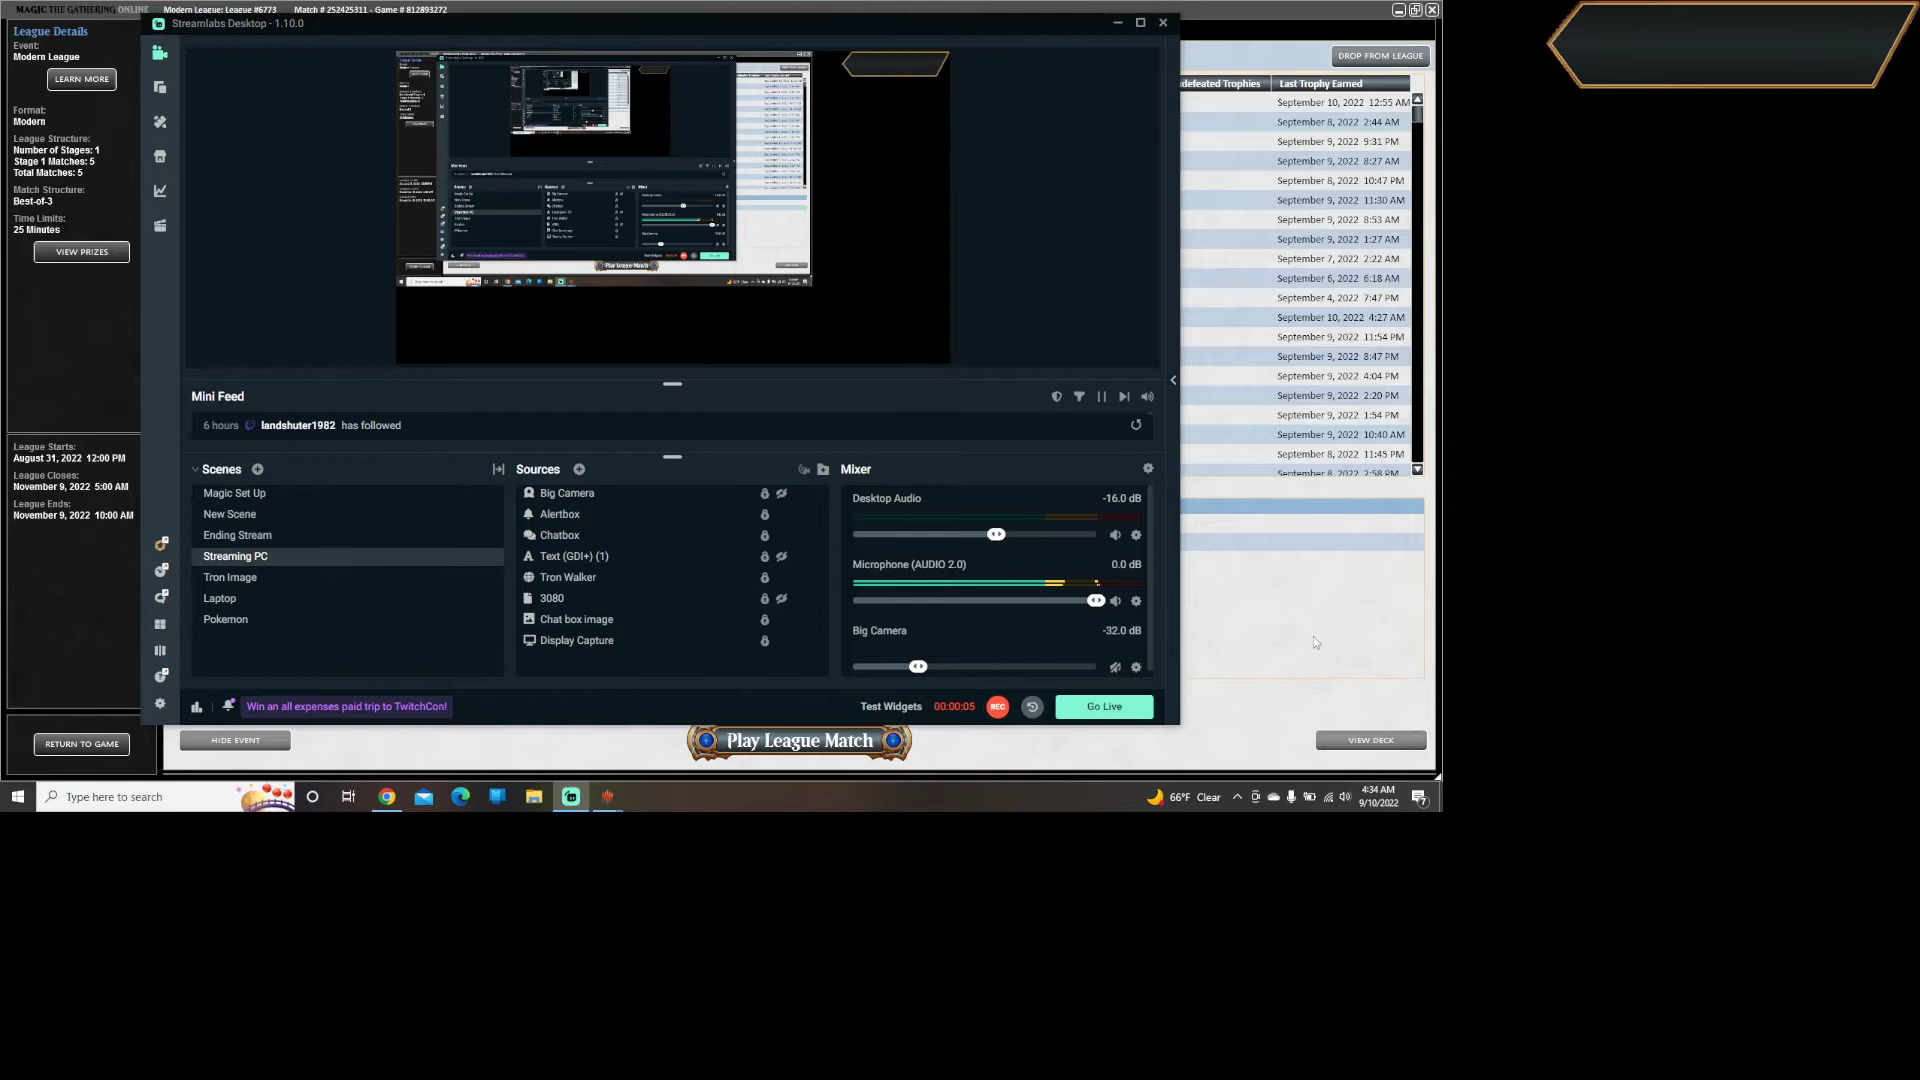 MAGIC THE GATHERING ONLINE Modern League: League #6773 Match # 252425311 - Game # 812893272
Streamlabs Desktop - 1.10.0
League Details
Event:
Modern League
LEARN MORE
Format:
Modern
League Structure:
Number of Stages: 1
Stage 1 Matches: 5
Total Matches: 5
Match Structure:
Best-of-3
Time Limits:
25 Minutes
VIEW PRIZES
League Starts:
August 31, 2022 12:00 PM
League Closes:
November 9, 2022 5:00 AM
League Ends:
November 9, 2022 10:00 AM
RETURN TO GAME
DROP FROM LEAGUE
defeated Trophies Last Trophy Earned
September 10, 2022 12:55 AM
September 8, 2022 2:44 AM
September 9, 2022 9:31 PM
September 9, 2022 8:27 AM
September 8, 2022 10:47 PM
September 9, 2022 11:30 AM
September 9, 2022 8:53 AM
September 9, 2022 1:27 AM
September 7, 2022 2:22 AM
September 6, 2022 6:18 AM
September 4, 2022 7:47 PM
September 10, 2022 4:27 AM
September 9, 2022 11:54 PM
September 9, 2022 8:47 PM
September 9, 2022 4:04 PM
September 9, 2022 2:20 PM
September 9, 2022 1:54 PM
September 9, 2022 10:40 AM
September 8, 2022 11:45 PM
September 8, 2022 2:58 PM
Mini Feed
6 hours landshuter1982 has followed
Scenes
Magic Set Up
New Scene
Ending Stream
Streaming PC
Tron Image
Laptop
Pokemon
Sources
Big Camera
Alertbox
Chatbox
Text (GDI+) (1)
Tron Walker
3080
Chat box image
Display Capture
Mixer
Desktop Audio -16.0 dB
Microphone (AUDIO 2.0) 0.0 dB
Big Camera -32.0 dB
Win an all expenses paid trip to TwitchCon!
Test Widgets 00:00:05 REC Go Live
HIDE EVENT
Play League Match
VIEW DECK
Type here to search
66°F Clear
4:34 AM
9/10/2022
7